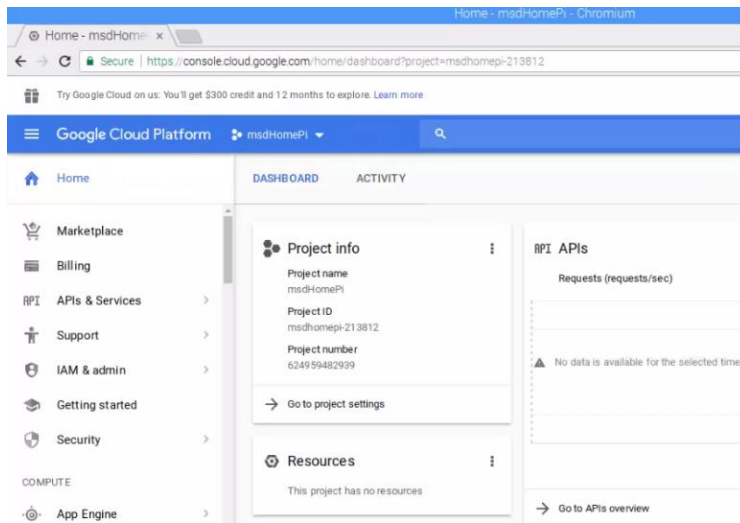 Home - msdHomePi - Chromium
Home - msdHome
Secure | https://console.cloud.google.com/home/dashboard?project=msdhomepi-213812
Try Google Cloud on us: You'll get $300 credit and 12 months to explore. Learn more
Google Cloud Platform
msdHomePi
Home
DASHBOARD ACTIVITY
Marketplace
Billing
API APIs & Services
Support
IAM & admin
Getting started
Security
COMPUTE
App Engine
Project info
Project name
msdHomePi
Project ID
msdhomepi-213812
Project number
624959482939
Go to project settings
Resources
This project has no resources
API APIs
Requests (requests/sec)
No data is available for the selected time
Go to APIs overview